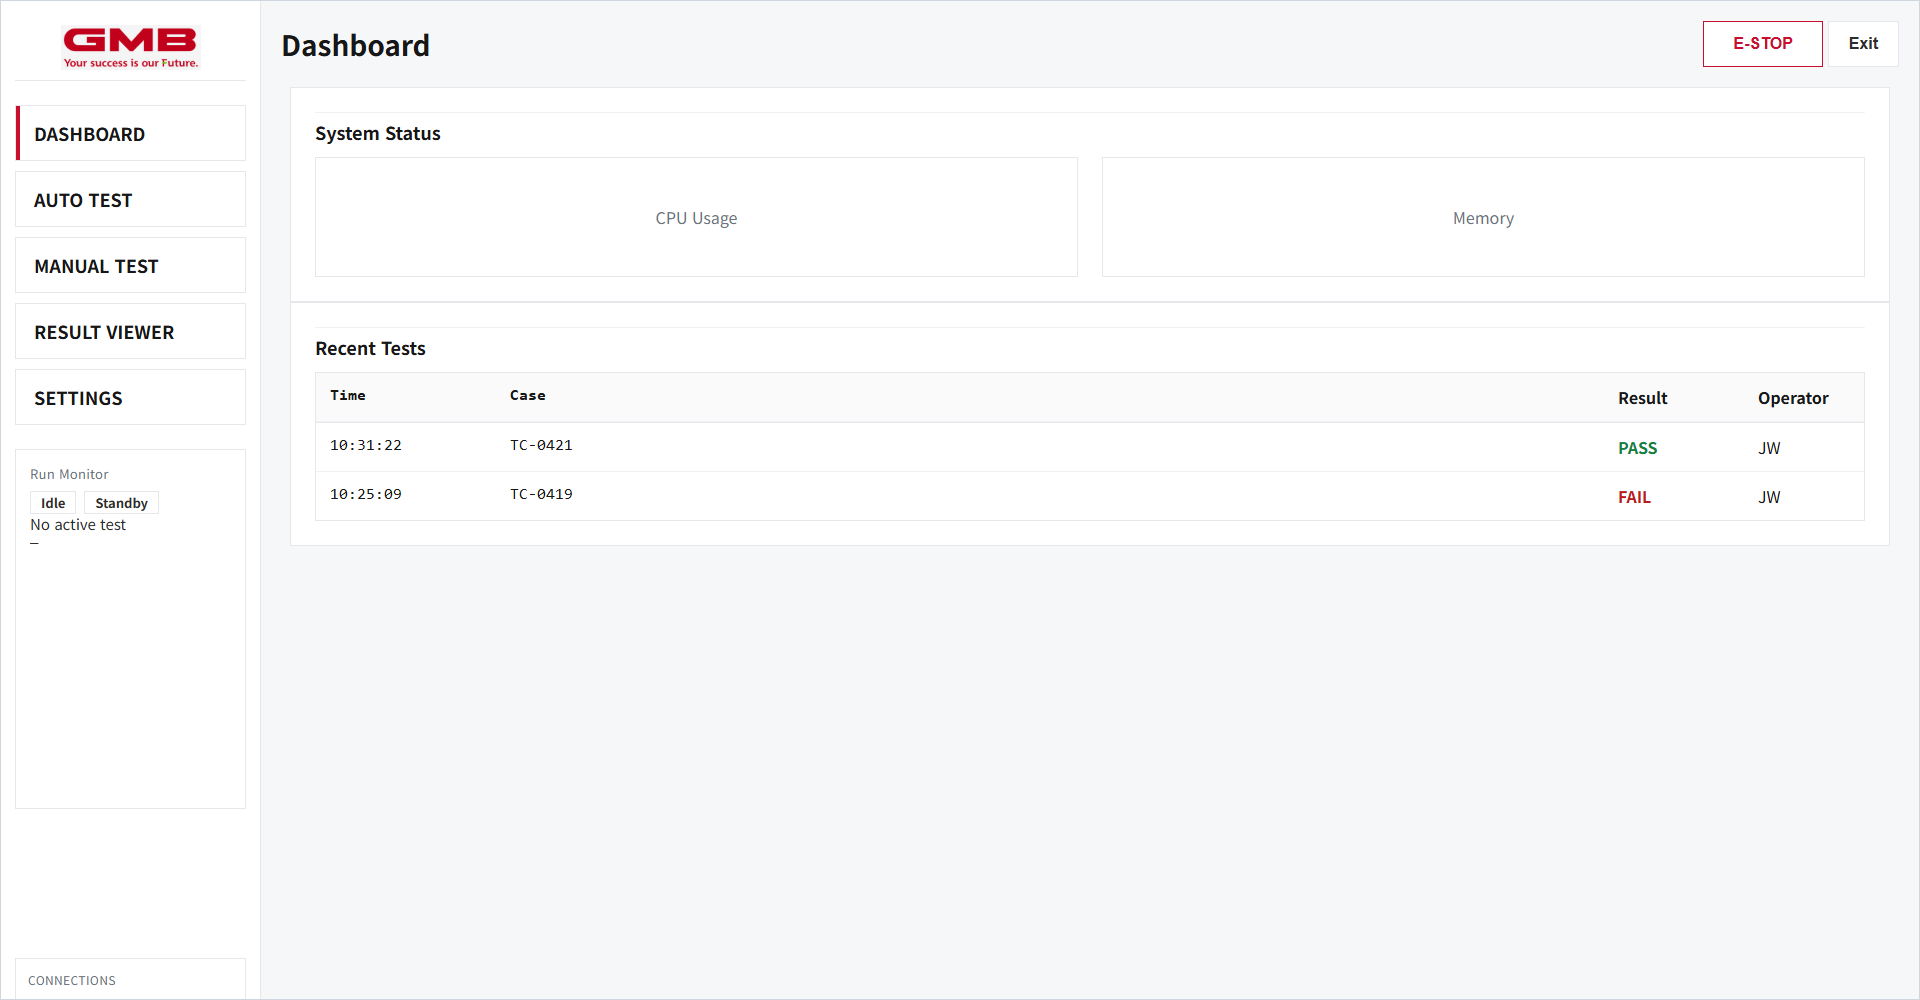 GMB
Your success is our Future.
Dashboard
E-STOP
Exit
DASHBOARD
AUTO TEST
MANUAL TEST
RESULT VIEWER
SETTINGS
Run Monitor
Idle Standby
No active test
–
CONNECTIONS
System Status
CPU Usage
Memory
Recent Tests
Time Case Result Operator
10:31:22 TC-0421 PASS JW
10:25:09 TC-0419 FAIL JW